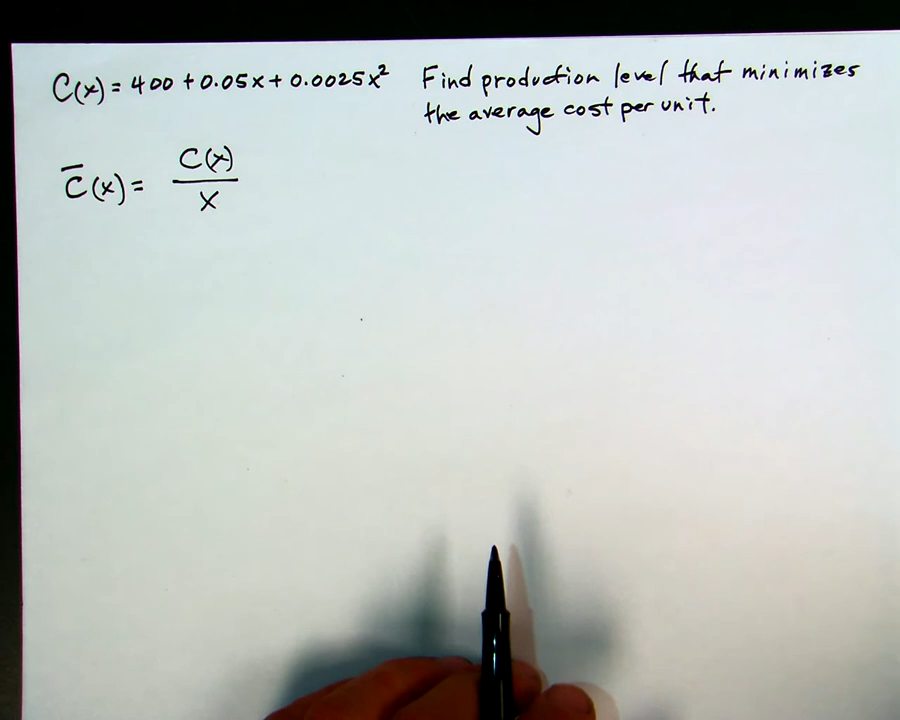 C(x) = 400 + 0.05x + 0.0025x² Find production level that minimizes
the average cost per unit.
C̅(x) = C(x) / x